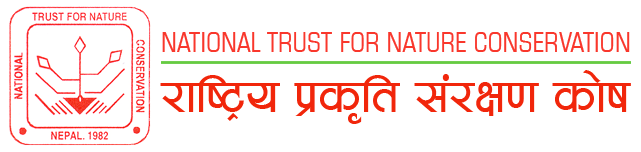 TRUST FOR NATURE
NATIONAL
CONSERVATION
NEPAL. 1982
NATIONAL TRUST FOR NATURE CONSERVATION
राष्ट्रिय प्रकृति संरक्षण कोष